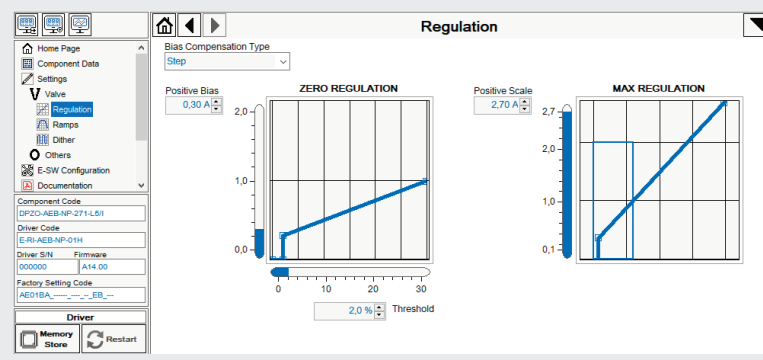 Regulation
Home Page
Component Data
Settings
Valve
Regulation
Ramps
Dither
Others
E-SW Configuration
Documentation
Component Code
DPZO-AEB-NP-271-L5/I
Driver Code
E-RI-AEB-NP-01H
Driver S/N Firmware
000000 A14.00
Factory Setting Code
AE01BA_-----_---_--_EB_---
Driver
Memory Store
Restart
Bias Compensation Type
Step
Positive Bias
0,30 A
ZERO REGULATION
2,0
1,0
0,0
0 10 20 30
2,0 % Threshold
Positive Scale
2,70 A
MAX REGULATION
2,7
2,0
1,0
0,1